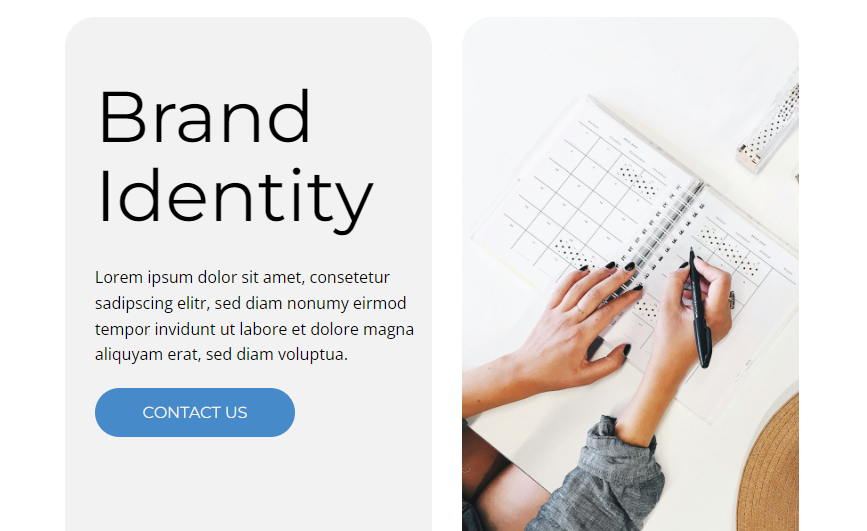 Brand
Identity
Lorem ipsum dolor sit amet, consetetur
sadipscing elitr, sed diam nonumy eirmod
tempor invidunt ut labore et dolore magna
aliquyam erat, sed diam voluptua.
CONTACT US